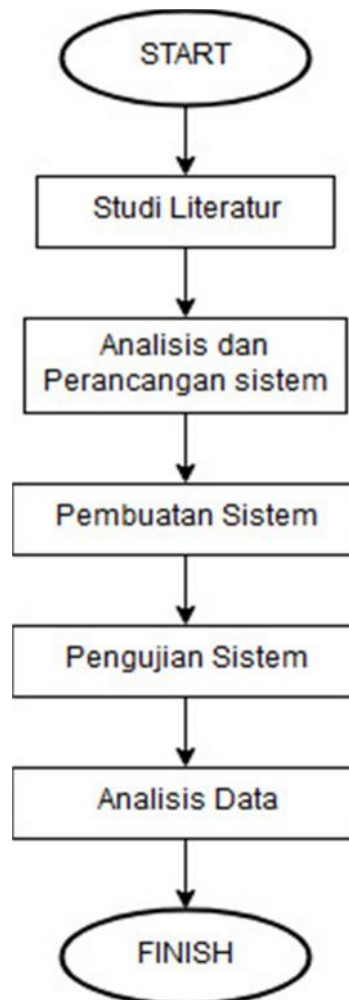 START
Studi Literatur
Analisis dan
Perancangan sistem
Pembuatan Sistem
Pengujian Sistem
Analisis Data
FINISH